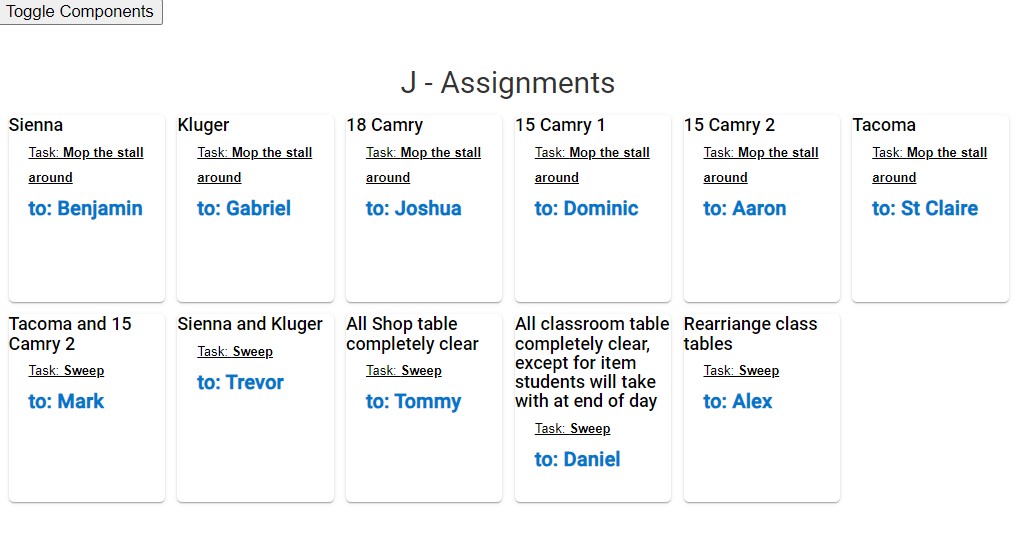 Toggle Components
J - Assignments
Sienna
Task: Mop the stall
around
to: Benjamin
Kluger
Task: Mop the stall
around
to: Gabriel
18 Camry
Task: Mop the stall
around
to: Joshua
15 Camry 1
Task: Mop the stall
around
to: Dominic
15 Camry 2
Task: Mop the stall
around
to: Aaron
Tacoma
Task: Mop the stall
around
to: St Claire
Tacoma and 15
Camry 2
Task: Sweep
to: Mark
Sienna and Kluger
Task: Sweep
to: Trevor
All Shop table
completely clear
Task: Sweep
to: Tommy
All classroom table
completely clear,
except for item
students will take
with at end of day
Task: Sweep
to: Daniel
Rearriange class
tables
Task: Sweep
to: Alex